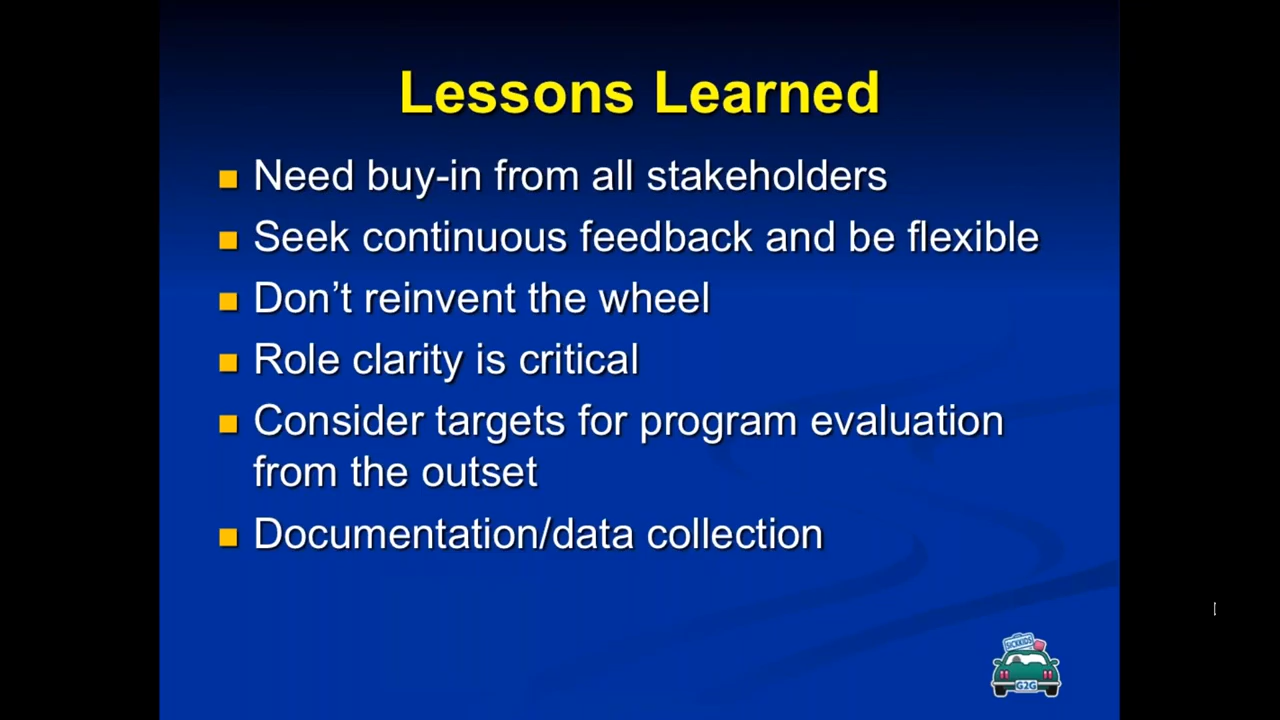 Lessons Learned
Need buy-in from all stakeholders
Seek continuous feedback and be flexible
Don’t reinvent the wheel
Role clarity is critical
Consider targets for program evaluation
from the outset
Documentation/data collection
SICKKIDS
G2G